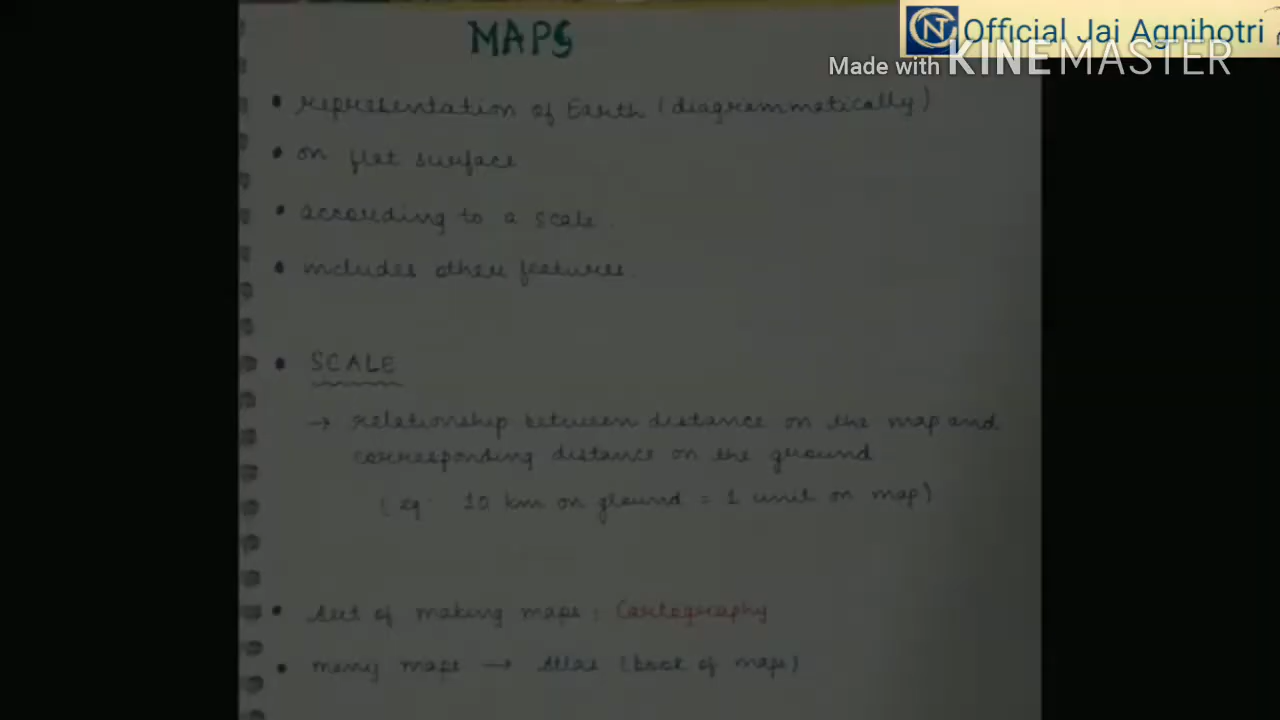 MAPS
Official Jai Agnihotri
Made with KINEMASTER
• representation of Earth (diagrammatically)
• on flat surface
• according to a scale.
• includes other features.
• SCALE
→ relationship between distance on the map and
corresponding distance on the ground
(eg. 10 km on ground = 1 unit on map)
• Art of making maps : Cartography
• many maps → Atlas (book of maps)